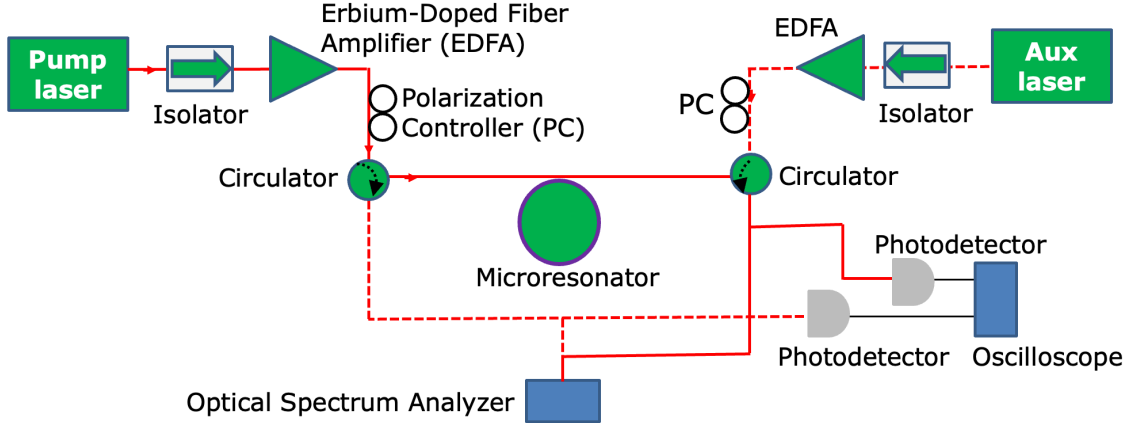 Erbium-Doped Fiber
Amplifier (EDFA)
EDFA
Pump
laser
Aux
laser
Isolator
Isolator
Polarization
Controller (PC)
PC
Circulator
Circulator
Microresonator
Photodetector
Photodetector
Oscilloscope
Optical Spectrum Analyzer